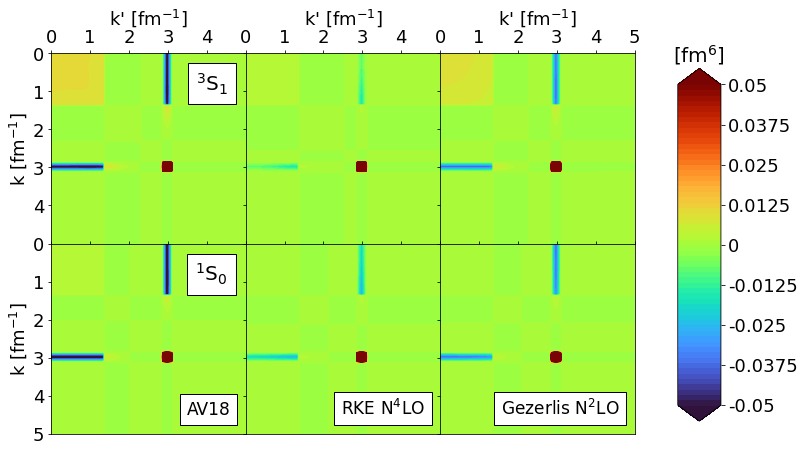 k' [fm⁻¹] k' [fm⁻¹] k' [fm⁻¹]
0 1 2 3 4 0 2 4 0 1 2 3 4 5
[fm⁶]
0
1
2
3
4
k [fm⁻¹]
³S₁
0
1
2
3
4
5
k [fm⁻¹]
¹S₀
AV18
RKE N⁴LO
Gezerlis N²LO
0.05
0.0375
0.025
0.0125
0
-0.0125
-0.025
-0.0375
-0.05